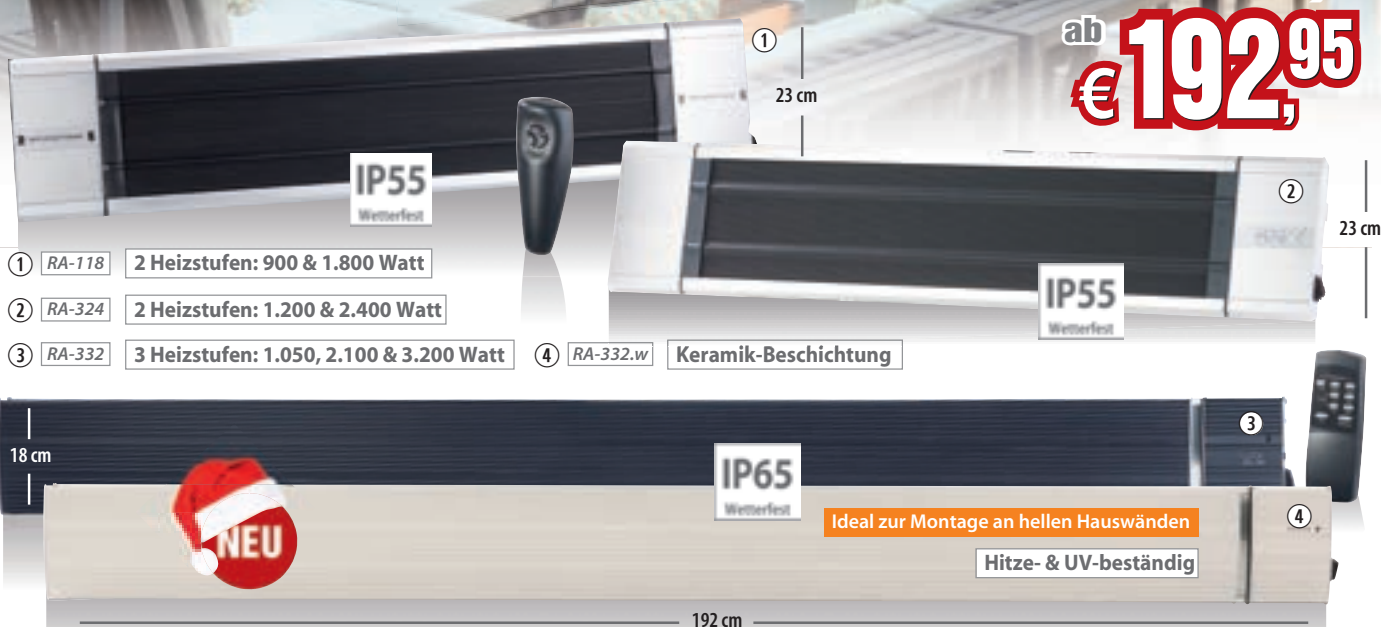 ab
€ 192,95
1
23 cm
IP55
Wetterfest
2
23 cm
IP55
Wetterfest
1 RA-118 2 Heizstufen: 900 & 1.800 Watt
2 RA-324 2 Heizstufen: 1.200 & 2.400 Watt
3 RA-332 3 Heizstufen: 1.050, 2.100 & 3.200 Watt 4 RA-332.w Keramik-Beschichtung
3
18 cm
IP65
Wetterfest
NEU
Ideal zur Montage an hellen Hauswänden
4
Hitze- & UV-beständig
192 cm